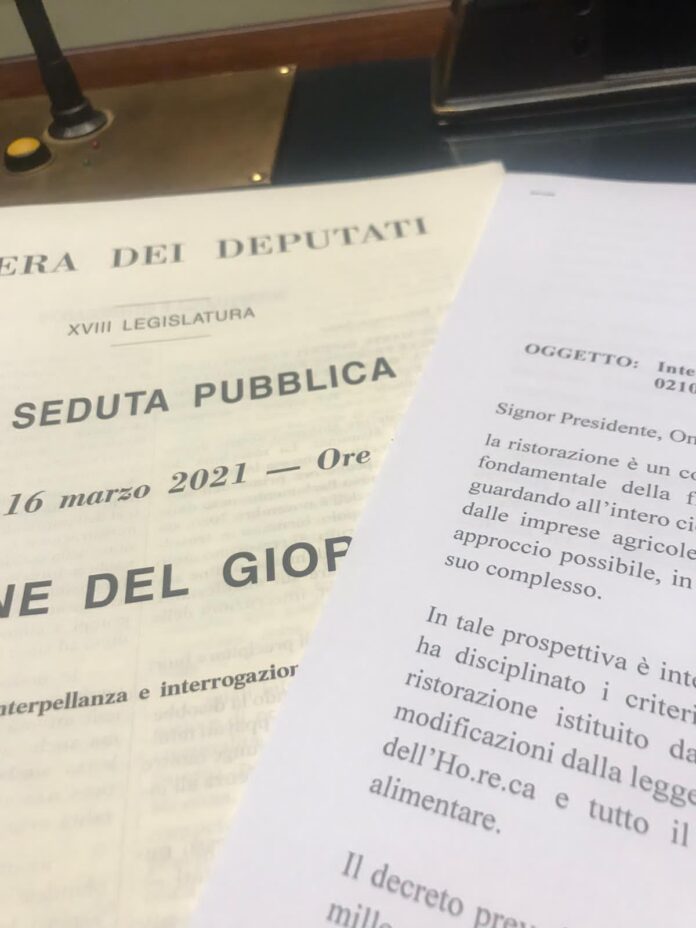 ERA DEI DEPUTATI
XVIII LEGISLATURA
SEDUTA PUBBLICA
16 marzo 2021 — Ore
NE DEL GIOR
nterpellanza e interrogazion
OGGETTO: Inte
0210
Signor Presidente, On
la ristorazione è un co
fondamentale della f
guardando all'intero ci
dalle imprese agricole
approccio possibile, in
suo complesso.
In tale prospettiva è inte
ha disciplinato i criteri
ristorazione istituito da
modificazioni dalla legge
dell'Ho.re.ca e tutto il
alimentare.
Il decreto prev
mille